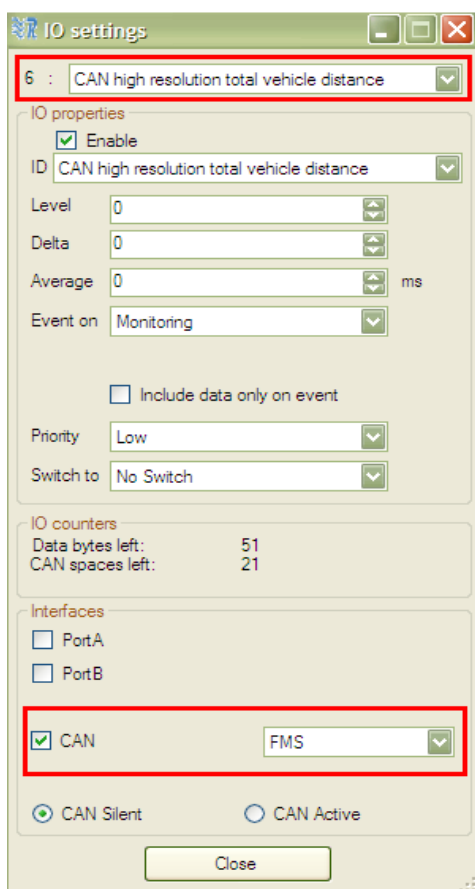 IO settings
6 : CAN high resolution total vehicle distance
IO properties
Enable
ID CAN high resolution total vehicle distance
Level 0
Delta 0
Average 0 ms
Event on Monitoring
Include data only on event
Priority Low
Switch to No Switch
IO counters
Data bytes left: 51
CAN spaces left: 21
Interfaces
PortA
PortB
CAN FMS
CAN Silent CAN Active
Close